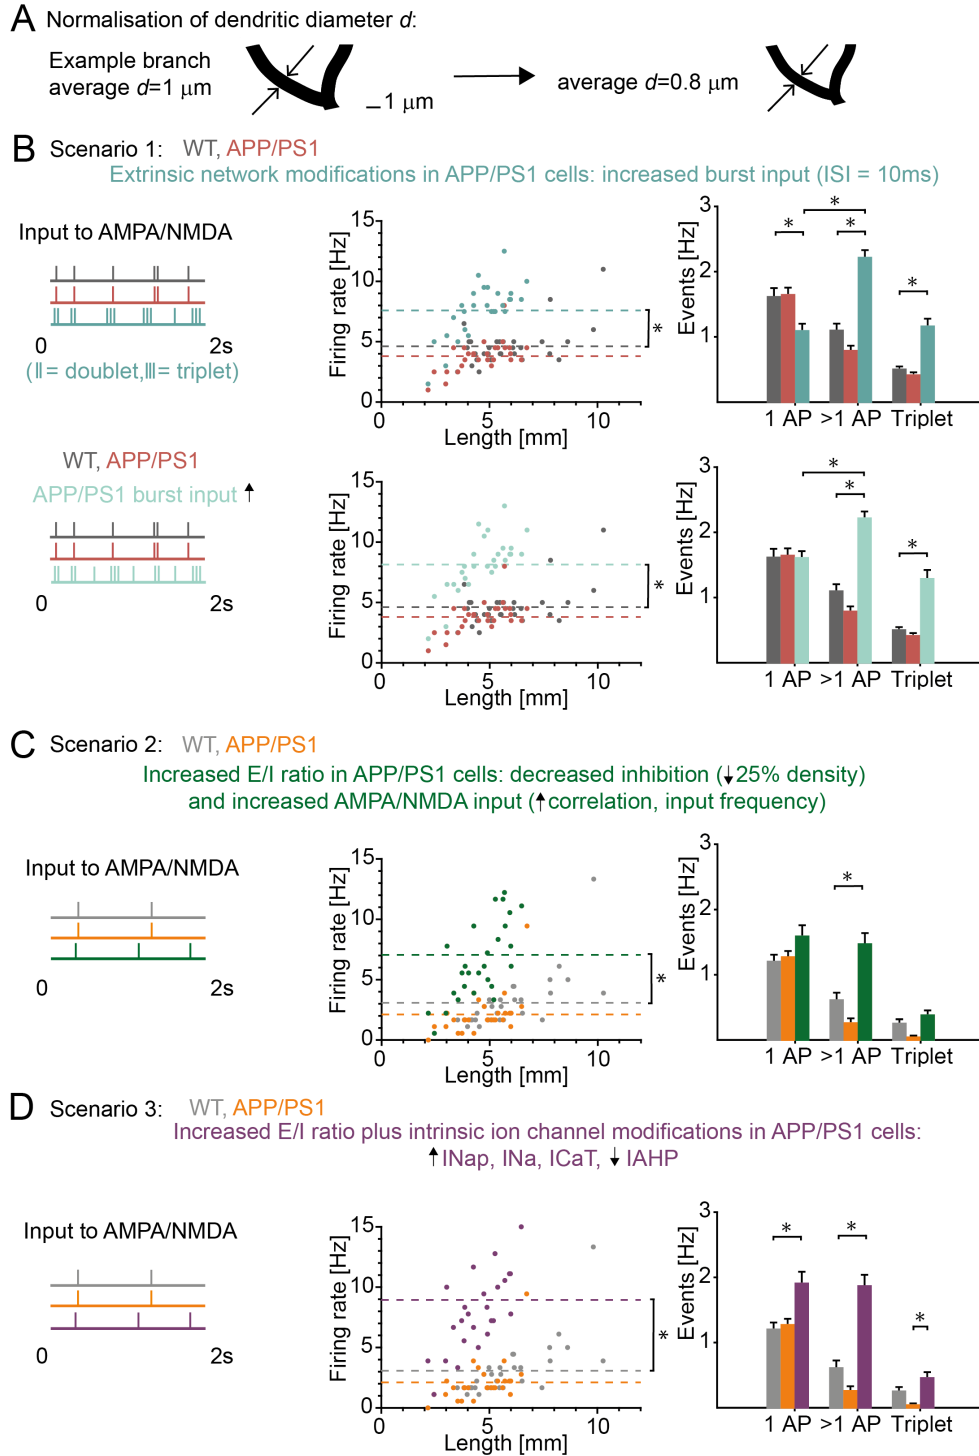 A Normalisation of dendritic diameter d:
Example branch
average d=1 μm
1 μm
average d=0.8 μm
B Scenario 1: WT, APP/PS1
Extrinsic network modifications in APP/PS1 cells: increased burst input (ISI = 10ms)
Input to AMPA/NMDA
0 2s
(II= doublet,III= triplet)
Firing rate [Hz]
15
10
5
0
0 5 10
Length [mm]
*
Events [Hz]
3
2
1
* * * *
1 AP >1 AP Triplet
WT, APP/PS1
APP/PS1 burst input ↑
0 2s
Firing rate [Hz]
15
10
5
0
0 5 10
Length [mm]
*
Events [Hz]
3
2
1
* * *
1 AP >1 AP Triplet
C Scenario 2: WT, APP/PS1
Increased E/I ratio in APP/PS1 cells: decreased inhibition (↓25% density)
and increased AMPA/NMDA input (↑correlation, input frequency)
Input to AMPA/NMDA
0 2s
Firing rate [Hz]
15
10
5
0
0 5 10
Length [mm]
*
Events [Hz]
3
2
1
*
1 AP >1 AP Triplet
D Scenario 3: WT, APP/PS1
Increased E/I ratio plus intrinsic ion channel modifications in APP/PS1 cells:
↑INap, INa, ICaT, ↓ IAHP
Input to AMPA/NMDA
0 2s
Firing rate [Hz]
15
10
5
0
0 5 10
Length [mm]
*
Events [Hz]
3
2
1
* * *
1 AP >1 AP Triplet